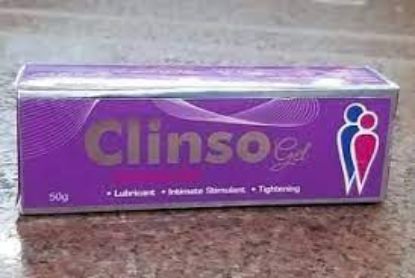 Clinso Gel
• Lubricant • Intimate Stimulant • Tightening
50g